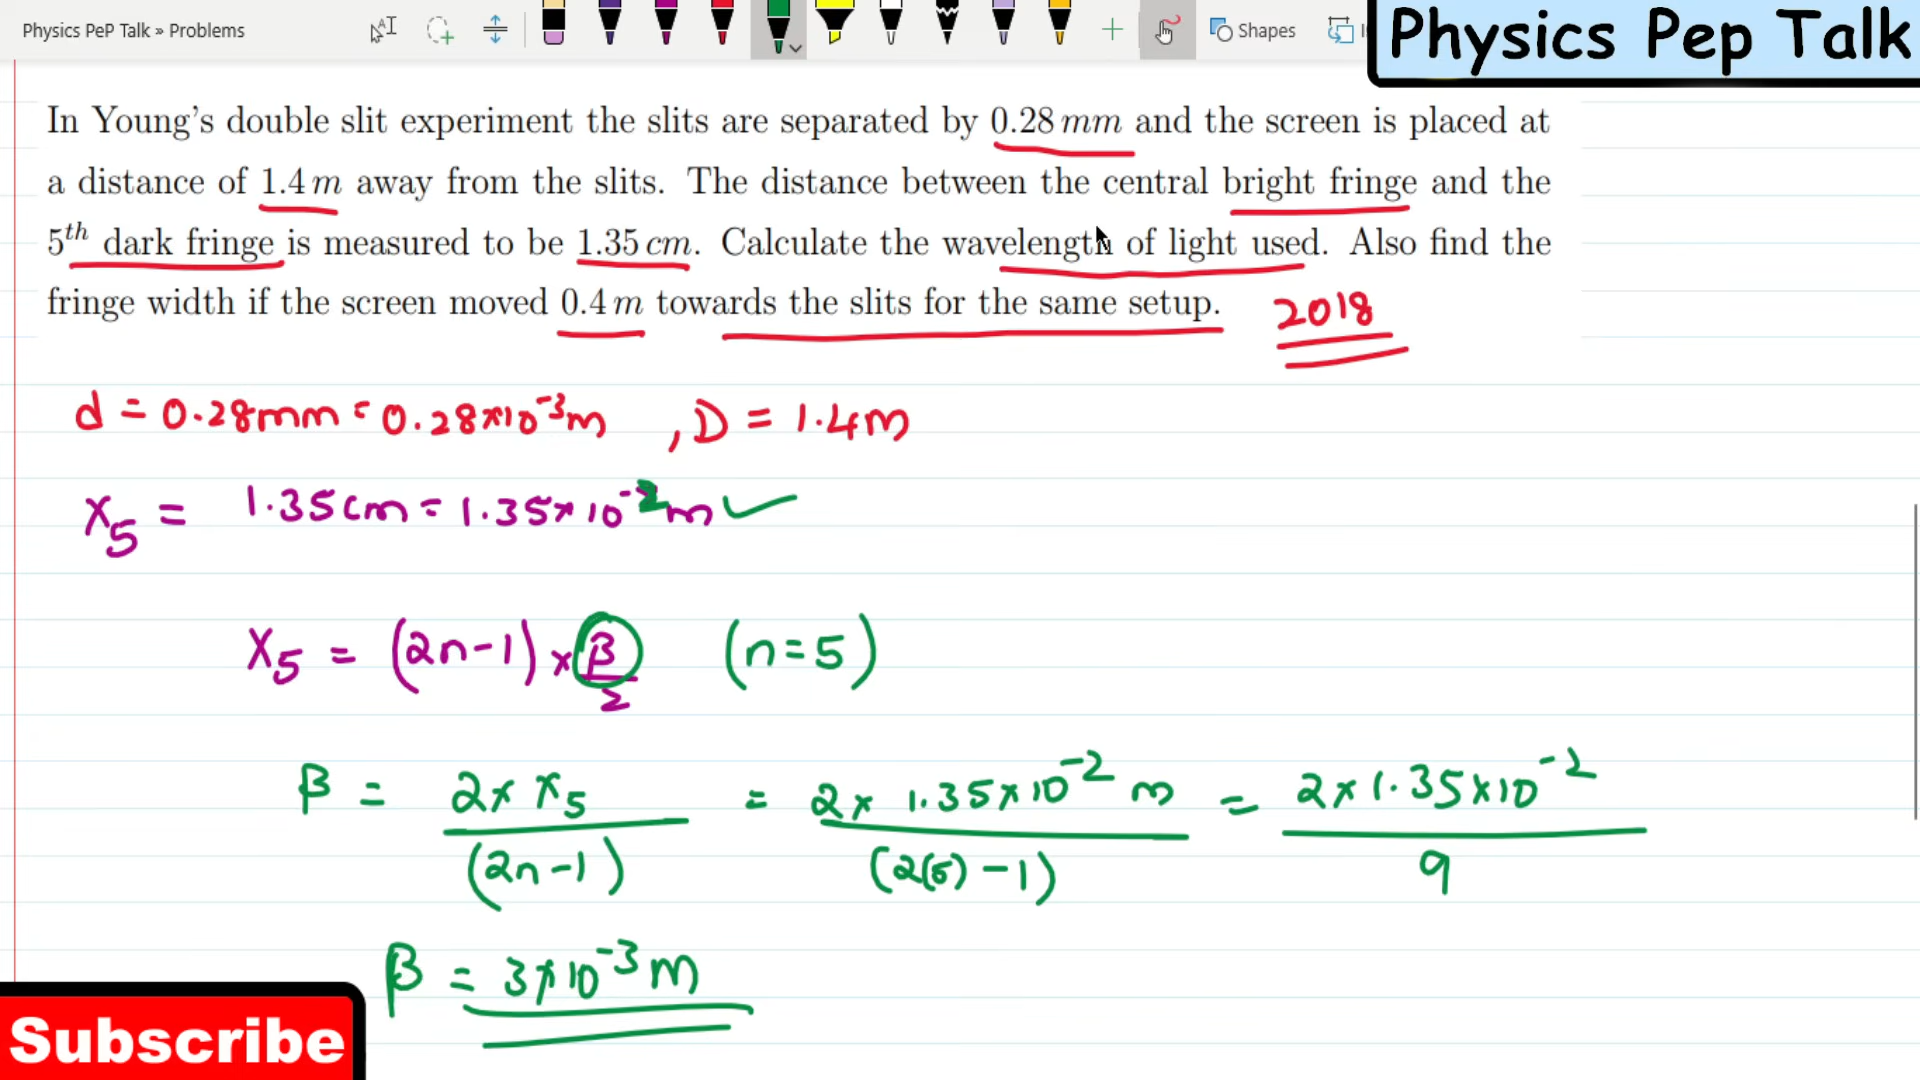 Physics PeP Talk » Problems
Shapes
Physics Pep Talk
In Young's double slit experiment the slits are separated by 0.28 mm and the screen is placed at
a distance of 1.4 m away from the slits. The distance between the central bright fringe and the
5th dark fringe is measured to be 1.35 cm. Calculate the wavelength of light used. Also find the
fringe width if the screen moved 0.4 m towards the slits for the same setup.
2018
d = 0.28mm = 0.28×10⁻³m , D = 1.4m
x₅ = 1.35cm = 1.35×10⁻²m ✓
x₅ = (2n-1) × β/2 (n=5)
β = 2× x₅/(2n-1) = 2× 1.35×10⁻² m/(2(5)-1) = 2×1.35×10⁻²/9
β = 3×10⁻³ m
Subscribe